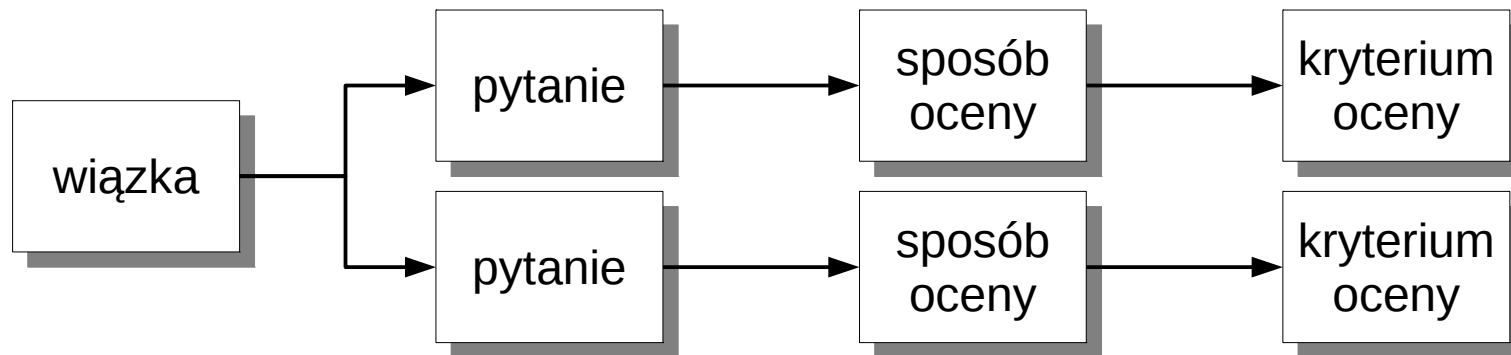 wiązka
pytanie
sposób
oceny
kryterium
oceny
pytanie
sposób
oceny
kryterium
oceny